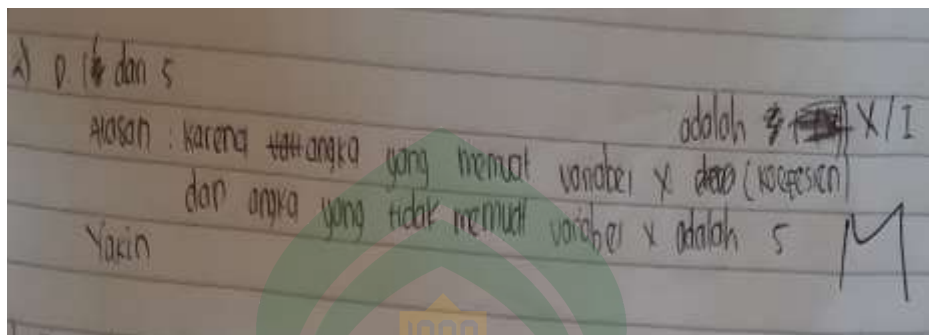 2) D. 1 dan 5
adalah X/I
Alasan : karena angka yang memuat variabel x (koefesien)
dan angka yang tidak memuat variabel x adalah 5 M
Yakin